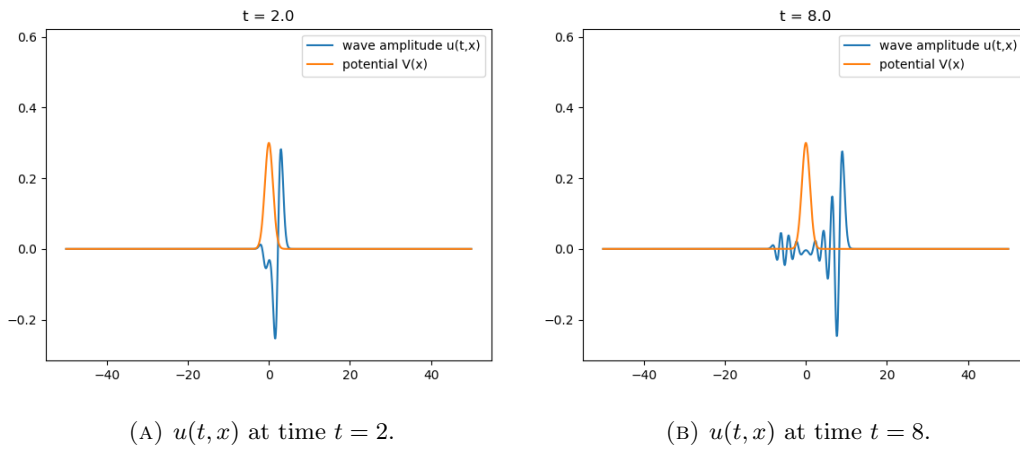 t = 2.0
wave amplitude u(t,x)
potential V(x)
0.6
0.4
0.2
0.0
−0.2
−40
−20
0
20
40
(A) u(t, x) at time t = 2.
t = 8.0
wave amplitude u(t,x)
potential V(x)
0.6
0.4
0.2
0.0
−0.2
−40
−20
0
20
40
(B) u(t, x) at time t = 8.